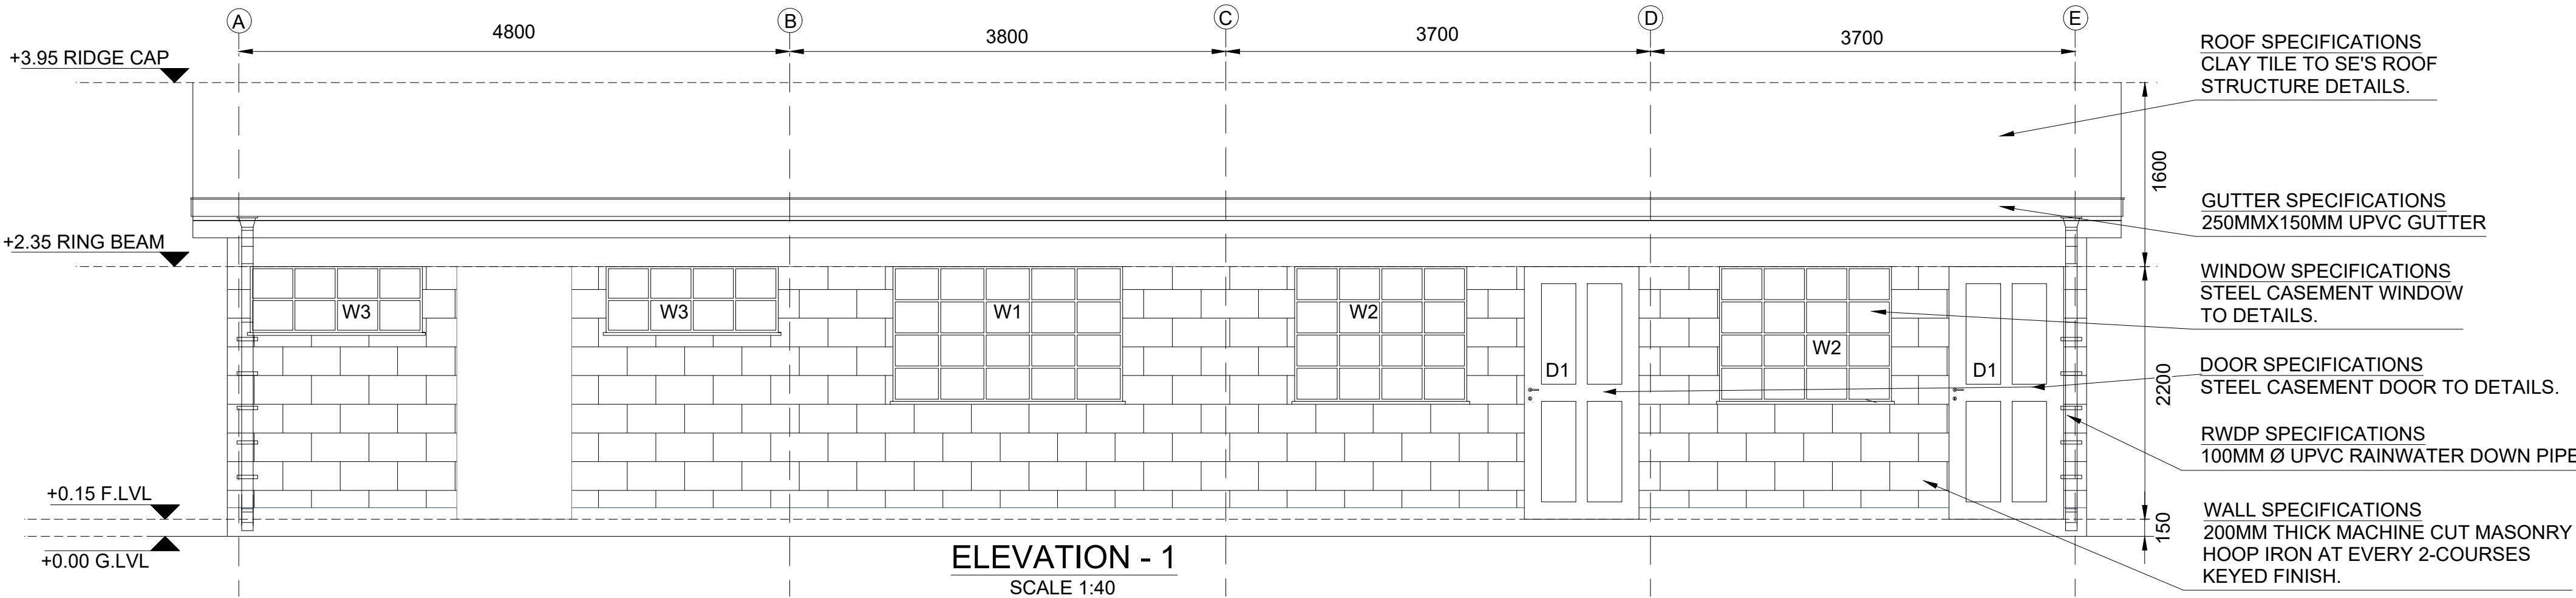 A
B
C
D
E
4800
3800
3700
3700
+3.95 RIDGE CAP
+2.35 RING BEAM
+0.15 F.LVL
+0.00 G.LVL
W3
W3
W1
W2
D1
W2
D1
1600
2200
150
ROOF SPECIFICATIONS
CLAY TILE TO SE'S ROOF
STRUCTURE DETAILS.
GUTTER SPECIFICATIONS
250MMX150MM UPVC GUTTER
WINDOW SPECIFICATIONS
STEEL CASEMENT WINDOW
TO DETAILS.
DOOR SPECIFICATIONS
STEEL CASEMENT DOOR TO DETAILS.
RWDP SPECIFICATIONS
100MM Ø UPVC RAINWATER DOWN PIPE
WALL SPECIFICATIONS
200MM THICK MACHINE CUT MASONRY
HOOP IRON AT EVERY 2-COURSES
KEYED FINISH.
ELEVATION - 1
SCALE 1:40